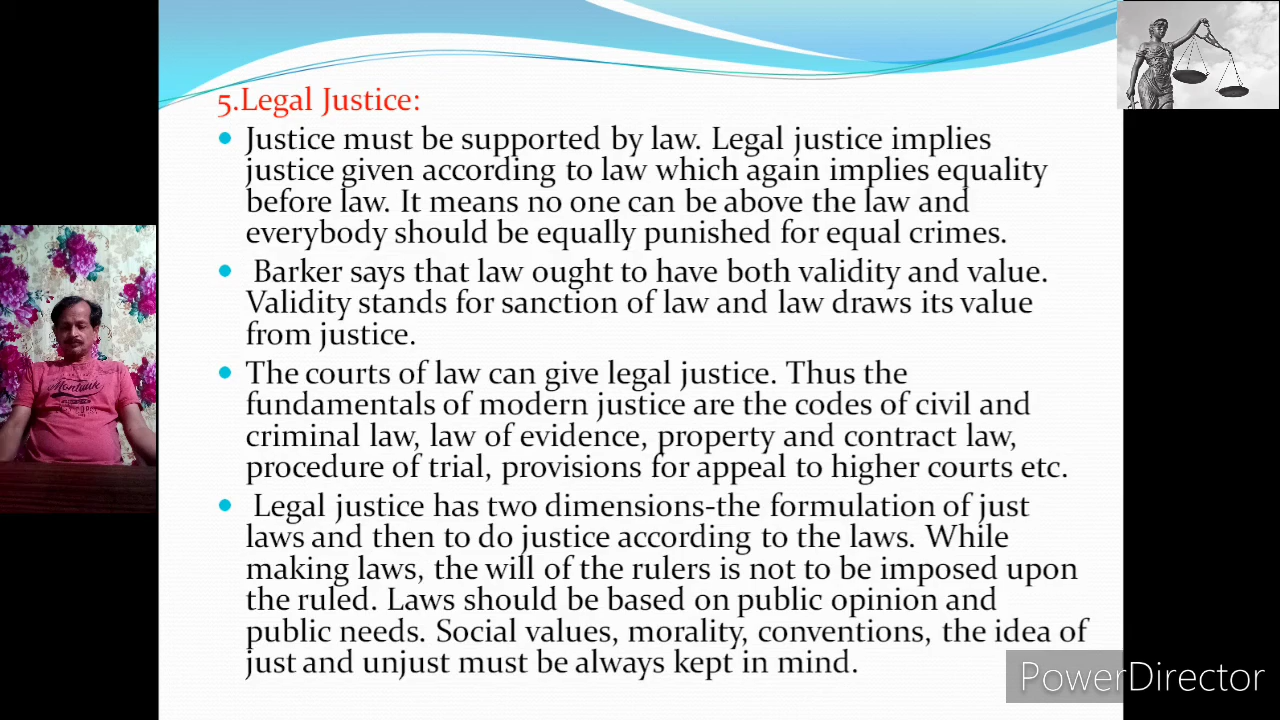 5.Legal Justice:
Justice must be supported by law. Legal justice implies
justice given according to law which again implies equality
before law. It means no one can be above the law and
everybody should be equally punished for equal crimes.
Barker says that law ought to have both validity and value.
Validity stands for sanction of law and law draws its value
from justice.
The courts of law can give legal justice. Thus the
fundamentals of modern justice are the codes of civil and
criminal law, law of evidence, property and contract law,
procedure of trial, provisions for appeal to higher courts etc.
Legal justice has two dimensions-the formulation of just
laws and then to do justice according to the laws. While
making laws, the will of the rulers is not to be imposed upon
the ruled. Laws should be based on public opinion and
public needs. Social values, morality, conventions, the idea of
just and unjust must be always kept in mind.
PowerDirector